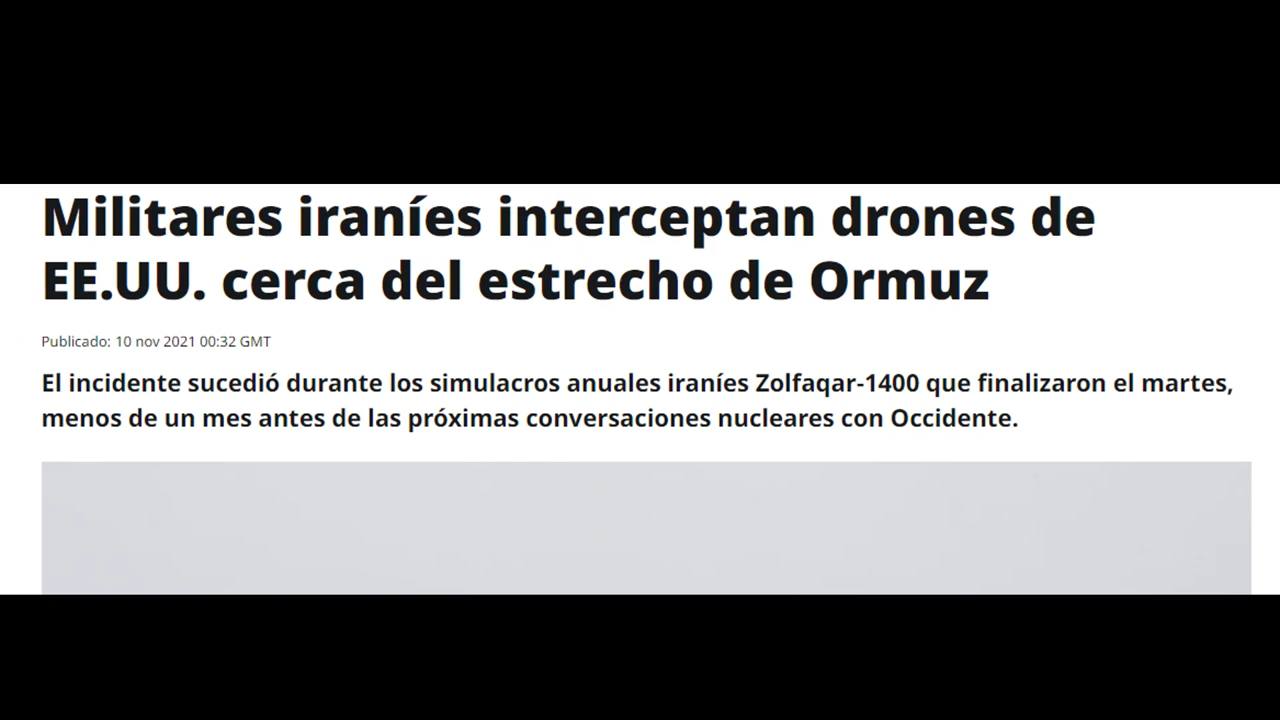 Militares iraníes interceptan drones de
EE.UU. cerca del estrecho de Ormuz
Publicado: 10 nov 2021 00:32 GMT
El incidente sucedió durante los simulacros anuales iraníes Zolfaqar-1400 que finalizaron el martes,
menos de un mes antes de las próximas conversaciones nucleares con Occidente.